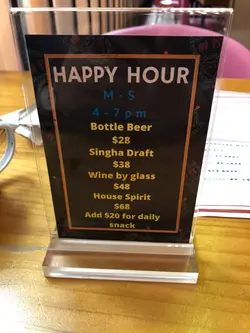 HAPPY HOUR
M - S
4 - 7 pm
Bottle Beer
$28
Singha Draft
$38
Wine by glass
$48
House Spirit
$68
Add $20 for daily
snack